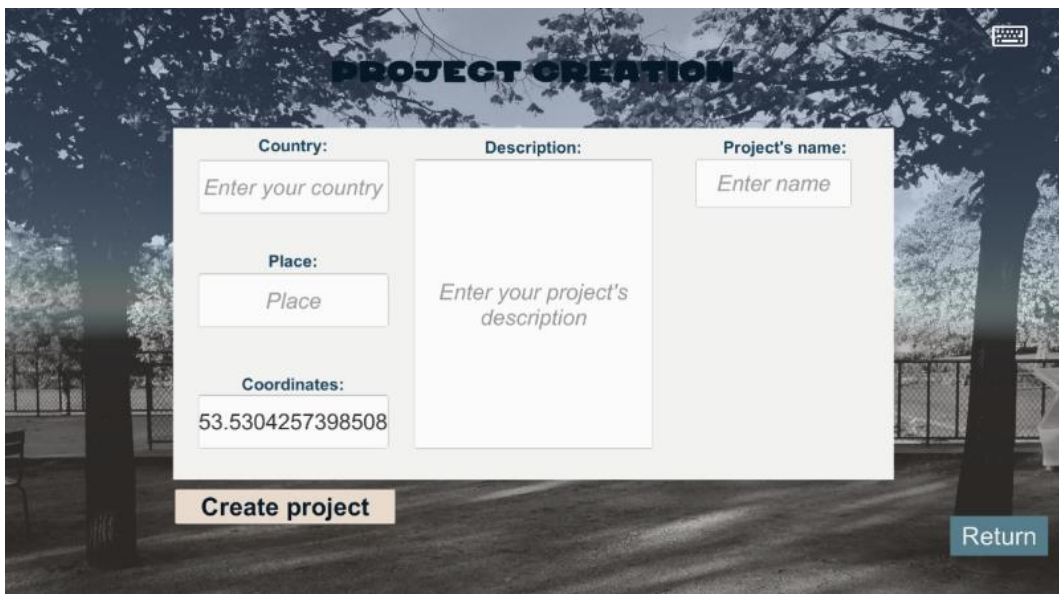 PROJECT CREATION
Country:
Enter your country
Place:
Place
Coordinates:
53.5304257398508
Description:
Enter your project's
description
Project's name:
Enter name
Create project
Return